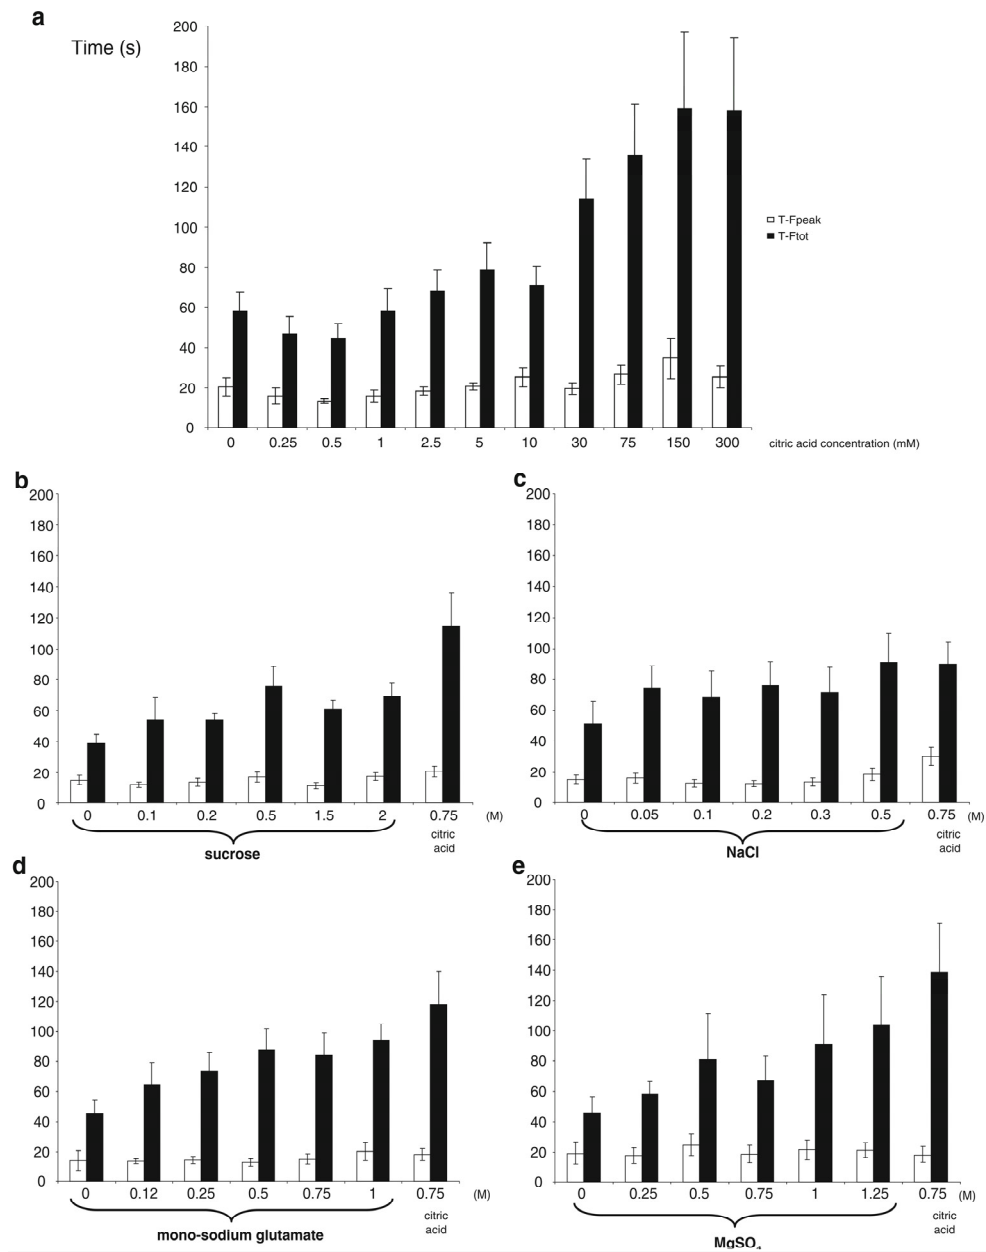 a
Time (s)
200
180
160
140
120
100
80
60
40
20
0
T-Fpeak
T-Ftot
0 0.25 0.5 1 2.5 5 10 30 75 150 300 citric acid concentration (mM)
b
200
180
160
140
120
100
80
60
40
20
0
0 0.1 0.2 0.5 1.5 2 0.75 (M)
citric
acid
sucrose
c
200
180
160
140
120
100
80
60
40
20
0
0 0.05 0.1 0.2 0.3 0.5 0.75 (M)
citric
acid
NaCl
d
200
180
160
140
120
100
80
60
40
20
0
0 0.12 0.25 0.5 0.75 1 0.75 (M)
citric
acid
mono-sodium glutamate
e
200
180
160
140
120
100
80
60
40
20
0
0 0.25 0.5 0.75 1 1.25 0.75 (M)
citric
acid
MgSO₄